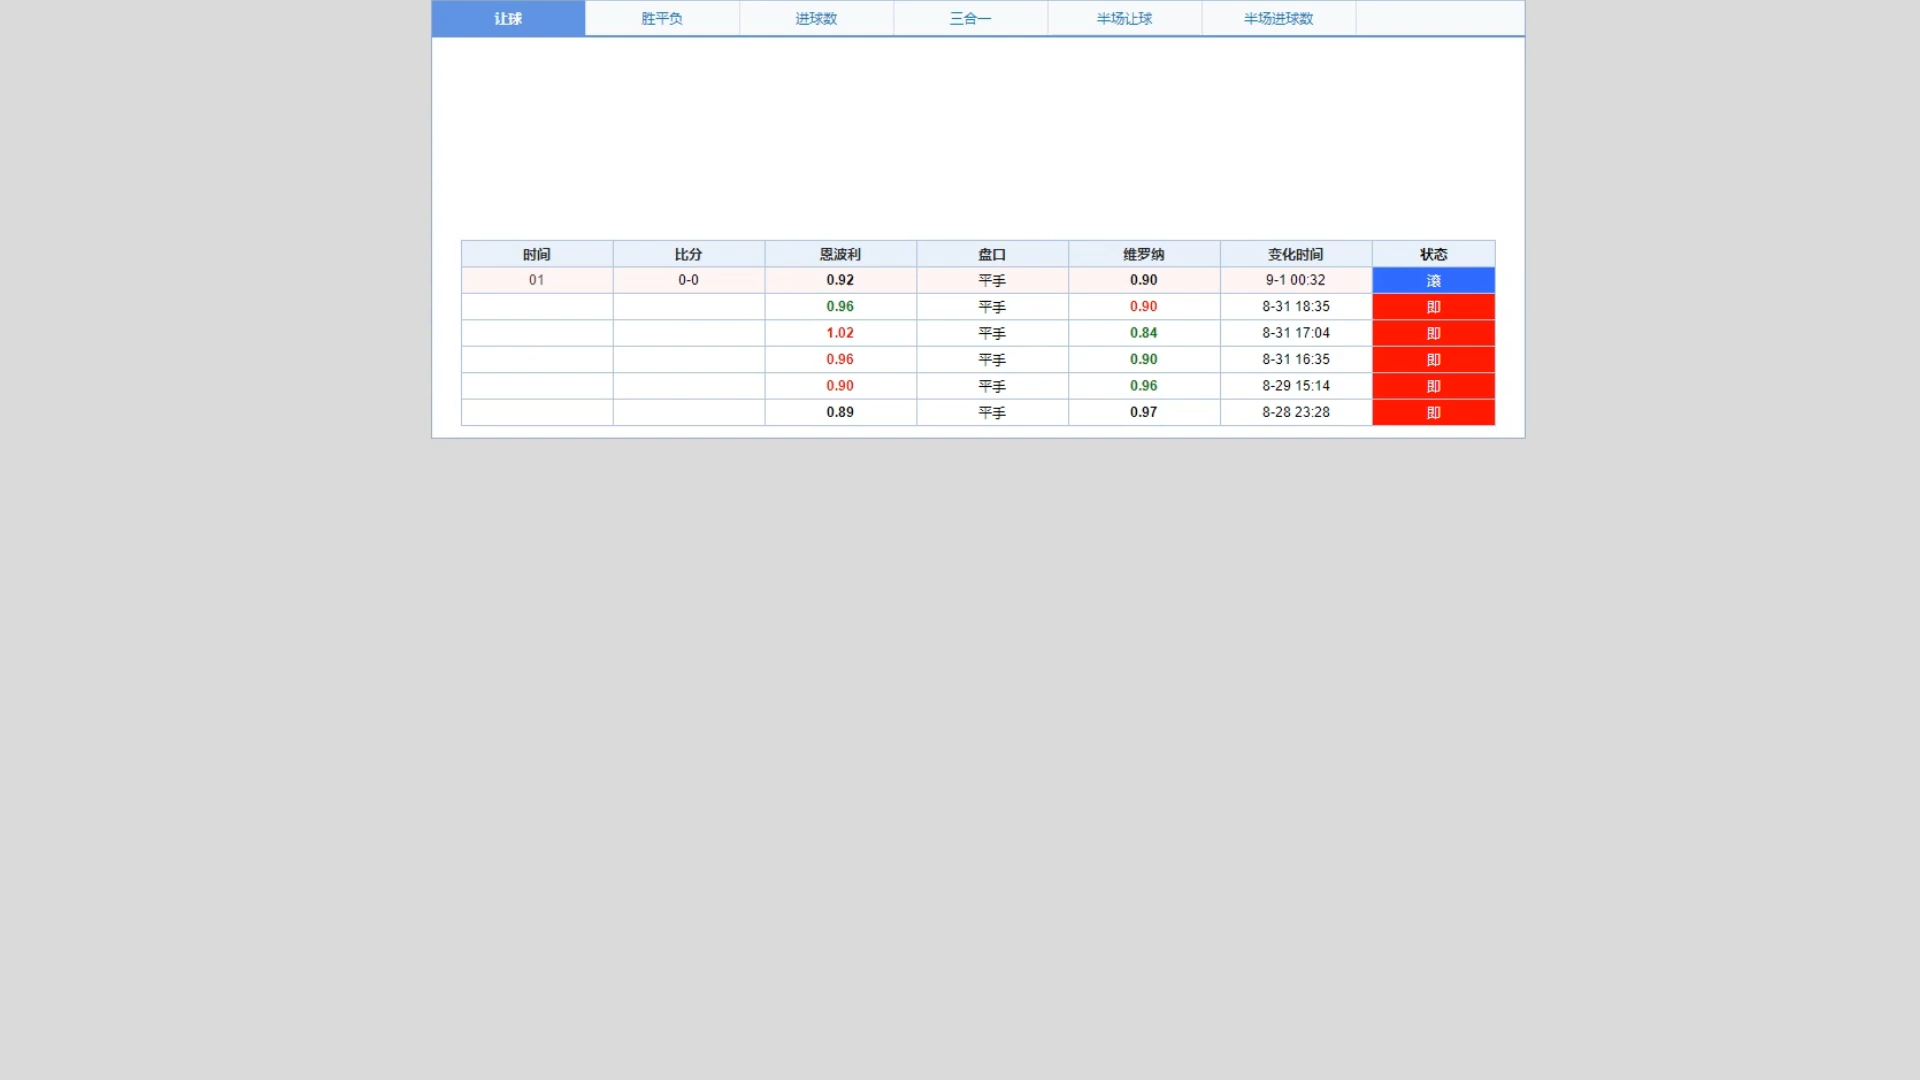 让球 胜平负 进球数 三合一 半场让球 半场进球数
时间 比分 恩波利 盘口 维罗纳 变化时间 状态
01 0-0 0.92 平手 0.90 9-1 00:32 滚
0.96 平手 0.90 8-31 18:35 即
1.02 平手 0.84 8-31 17:04 即
0.96 平手 0.90 8-31 16:35 即
0.90 平手 0.96 8-29 15:14 即
0.89 平手 0.97 8-28 23:28 即